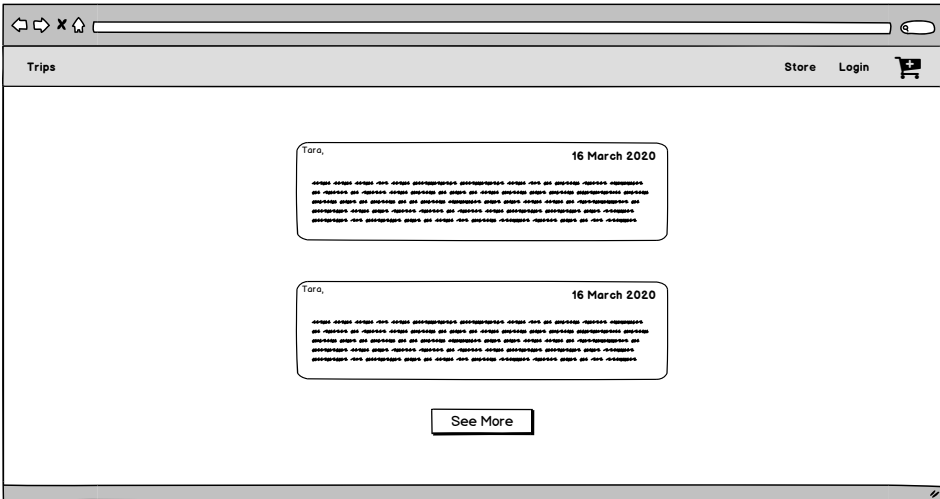 Trips
Store Login
Tara,
16 March 2020
Tara,
16 March 2020
See More